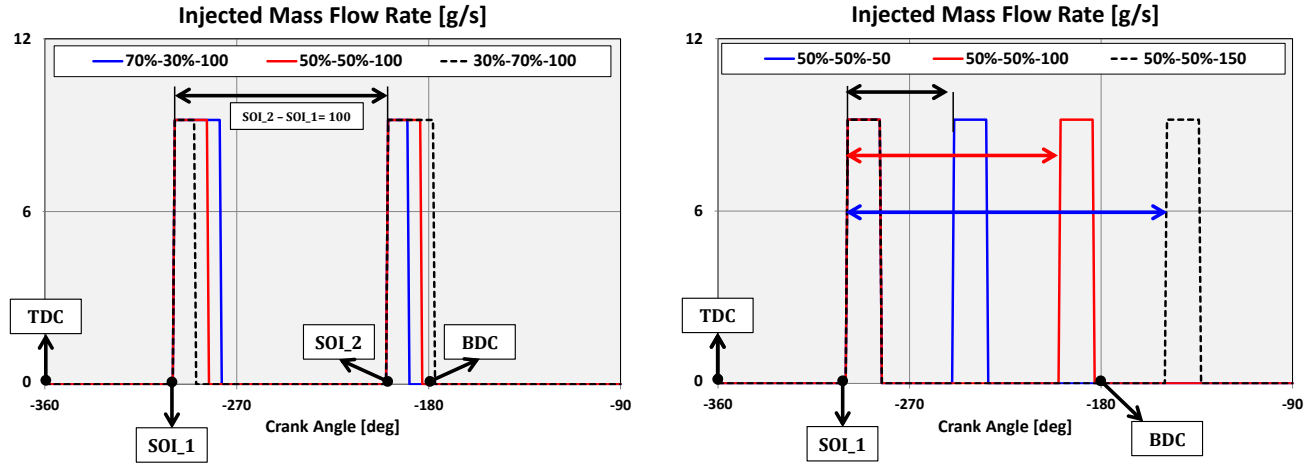 Injected Mass Flow Rate [g/s]
12
70%-30%-100
50%-50%-100
30%-70%-100
SOI_2 – SOI_1= 100
6
TDC
SOI_2
BDC
0
-360
-270
-180
-90
SOI_1
Crank Angle [deg]
Injected Mass Flow Rate [g/s]
12
50%-50%-50
50%-50%-100
50%-50%-150
6
TDC
0
-360
-270
-180
-90
SOI_1
Crank Angle [deg]
BDC